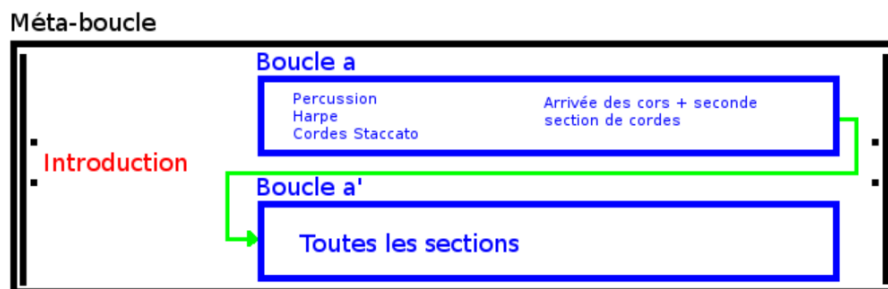 Méta-boucle
Boucle a
Percussion
Harpe
Cordes Staccato
Arrivée des cors + seconde
section de cordes
Introduction
Boucle a'
Toutes les sections